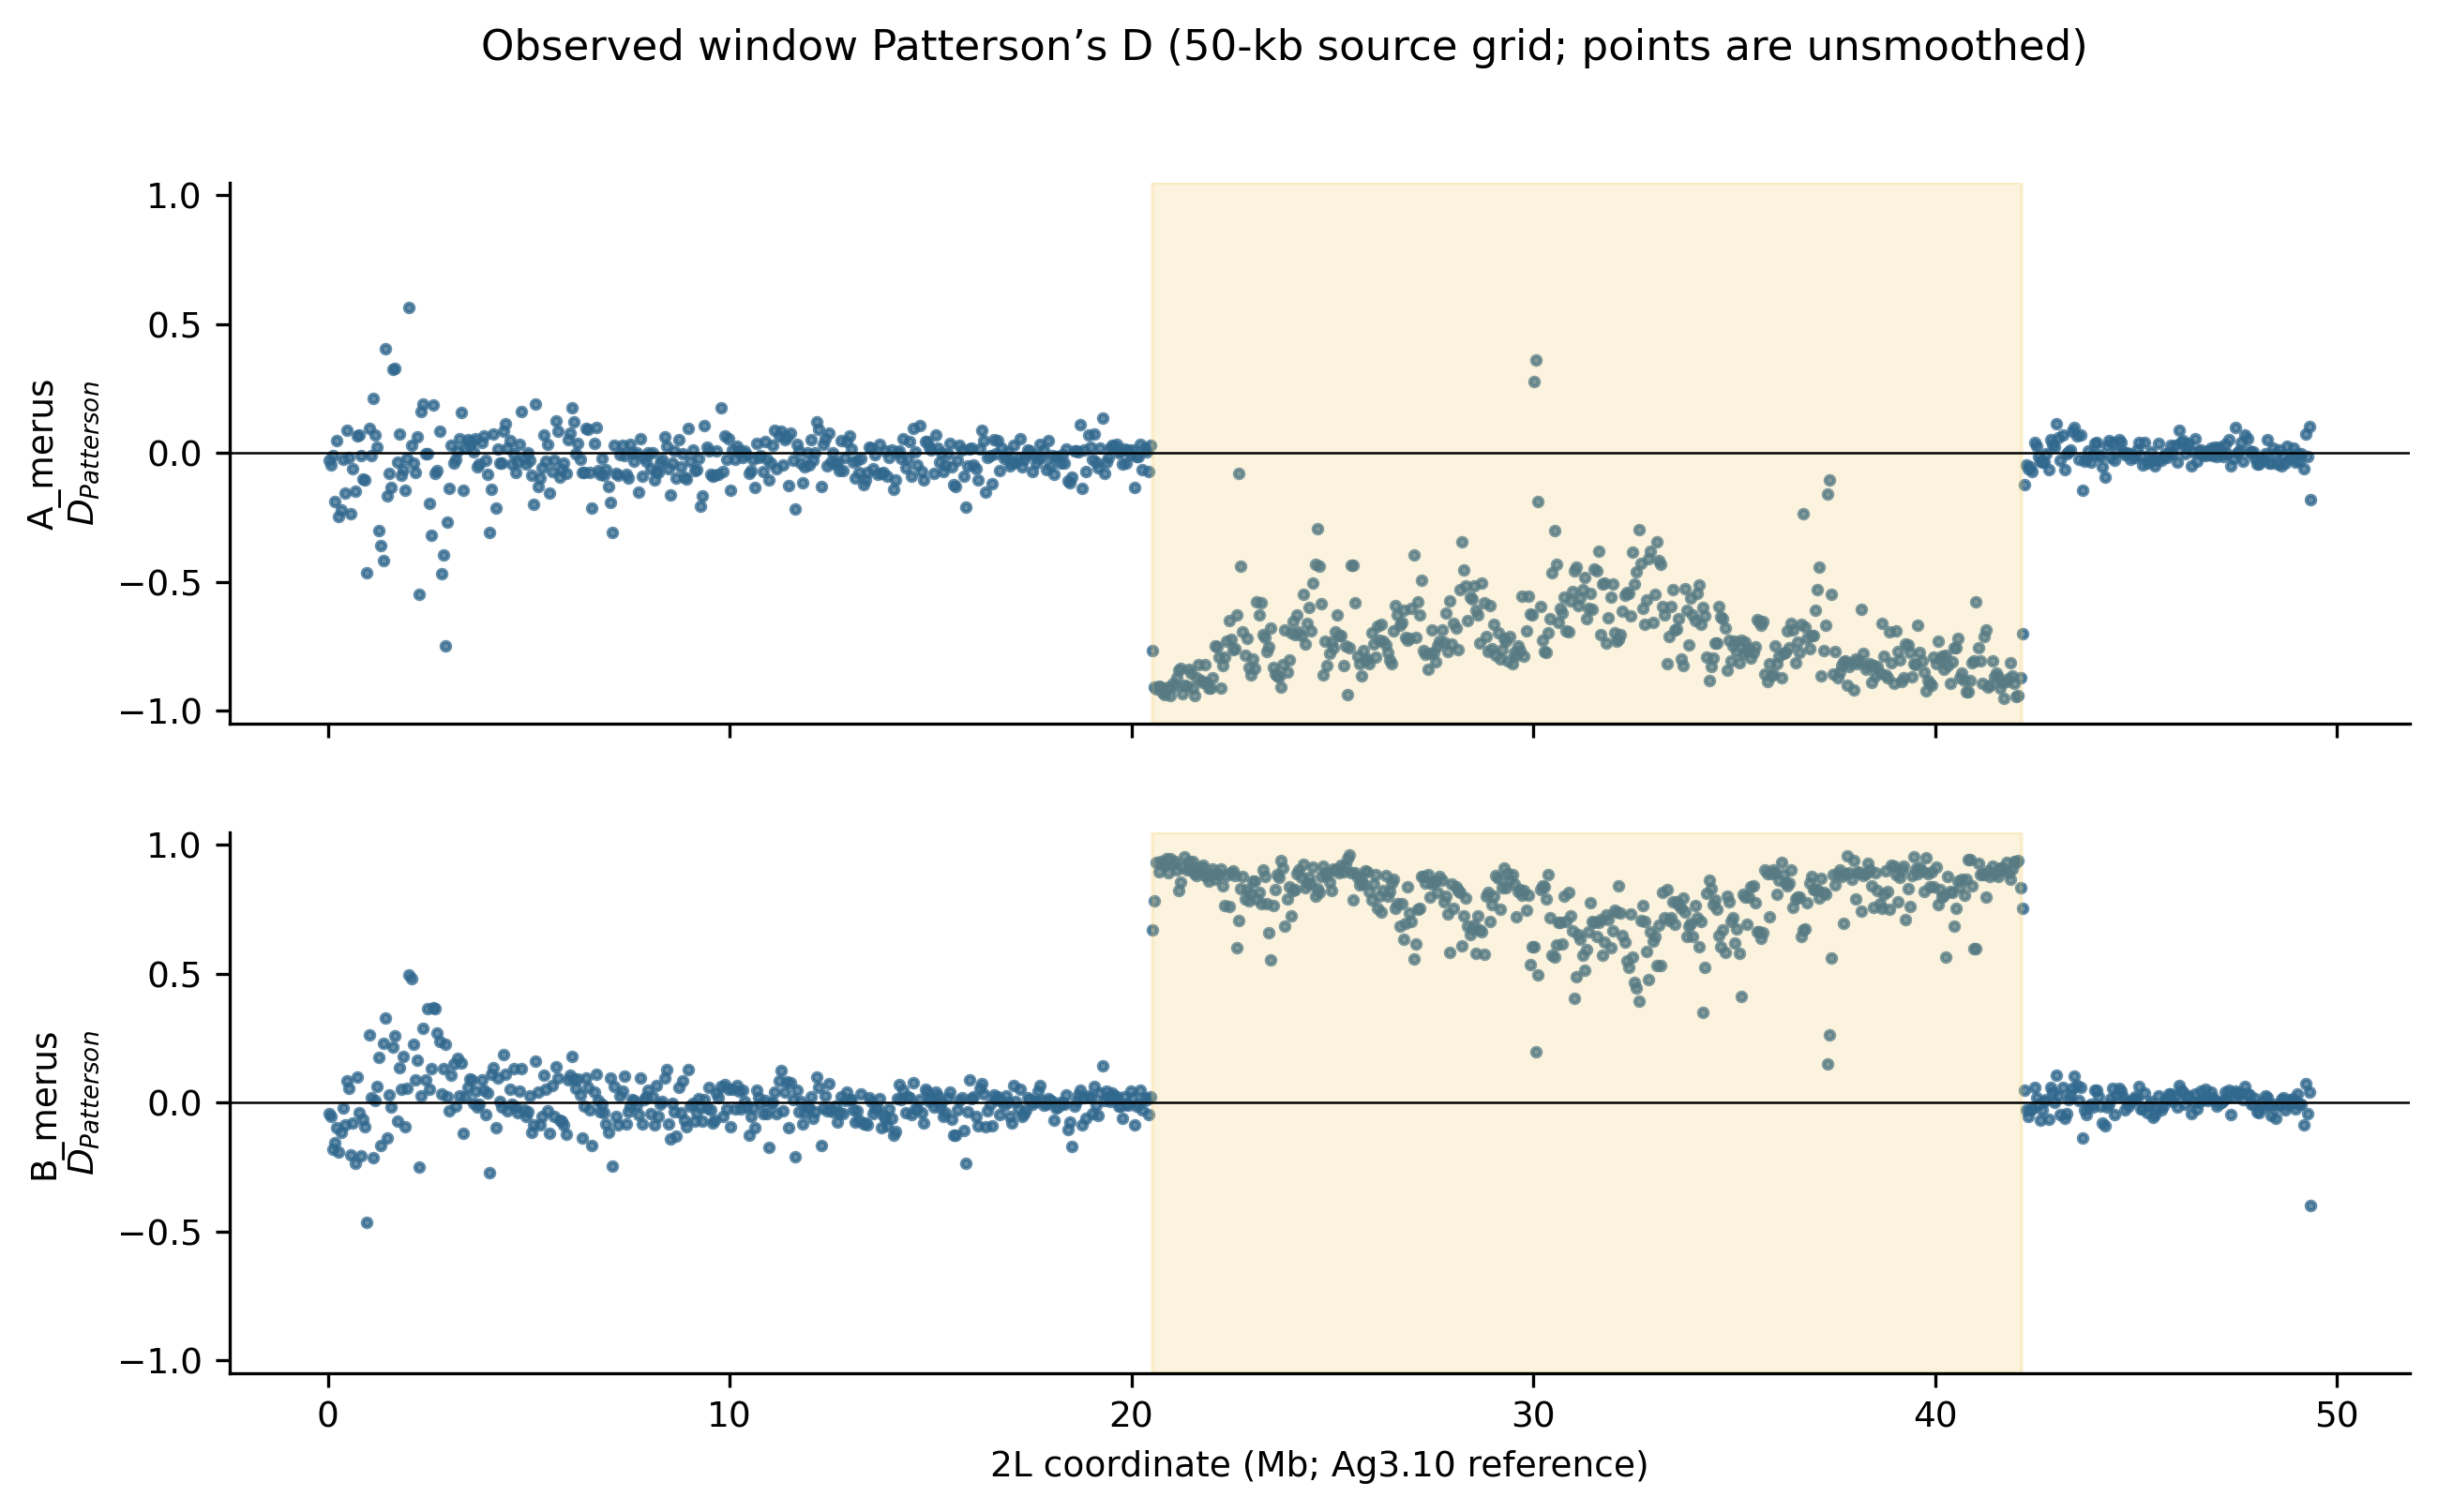 Observed window Patterson’s D (50-kb source grid; points are unsmoothed)
A_merus
D_Patterson
1.0
0.5
0.0
−0.5
−1.0
B_merus
D_Patterson
1.0
0.5
0.0
−0.5
−1.0
0 10 20 30 40 50
2L coordinate (Mb; Ag3.10 reference)